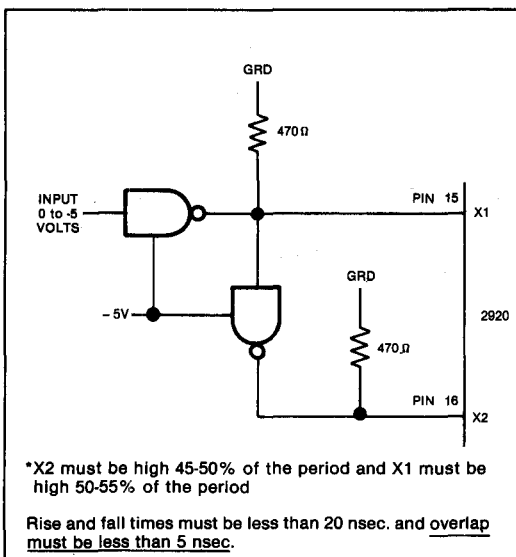 GRD
470Ω
INPUT
0 to -5
VOLTS
PIN 15
X1
GRD
- 5V
2920
470Ω
PIN 16
X2
*X2 must be high 45-50% of the period and X1 must be
high 50-55% of the period
Rise and fall times must be less than 20 nsec. and overlap
must be less than 5 nsec.